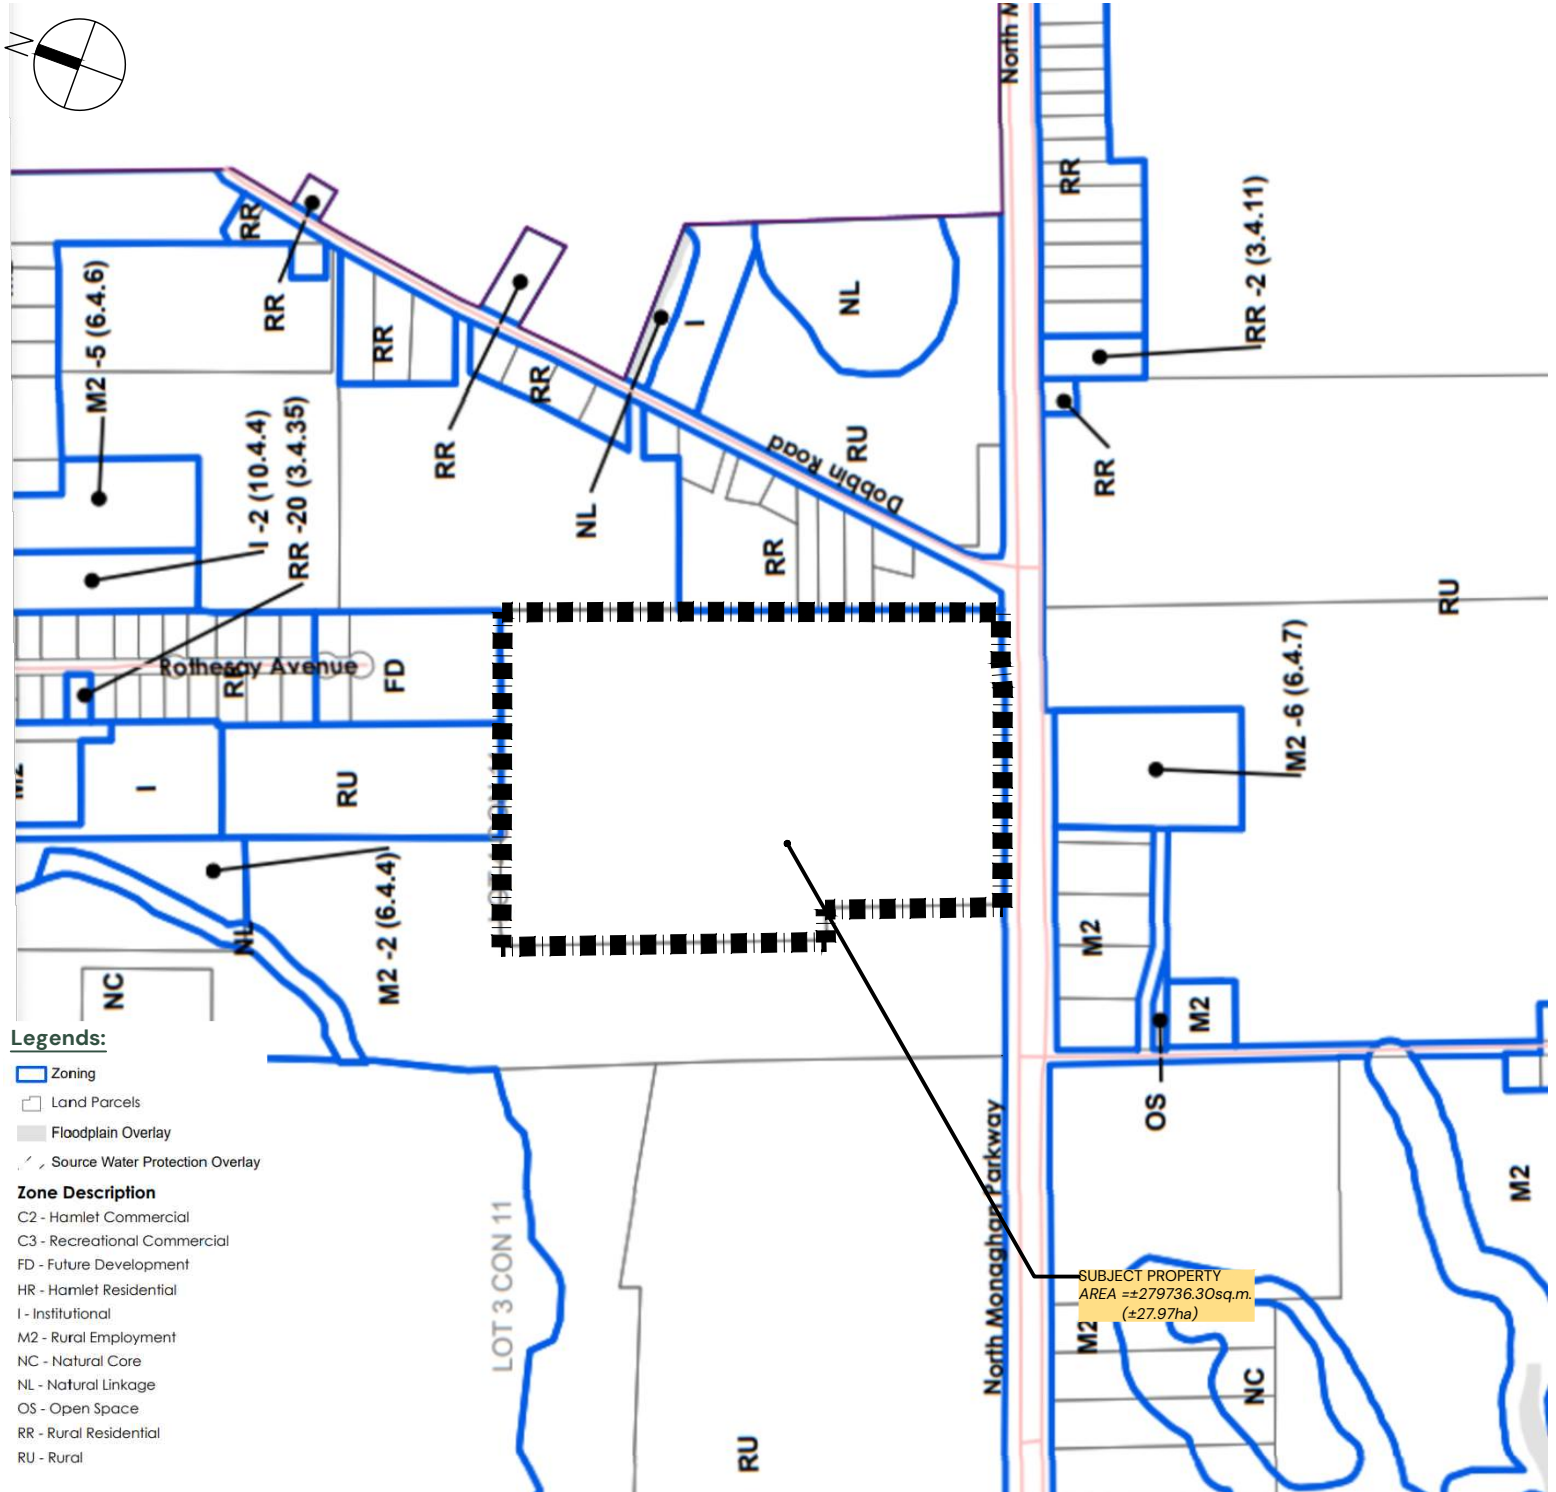 N
North M
RR
RR
RR -2 (3.4.11)
RR
M2 -5 (6.4.6)
RR
RR
I
NL
RR
I -2 (10.4.4)
RR -20 (3.4.35)
RR
NL
RU
Dobbin Road
RR
RR
RU
Rothesay Avenue
RR
FD
M2 -6 (6.4.7)
M2
I
RU
M2 -2 (6.4.4)
NL
NC
M2
M2
OS
M2
LOT 3 CON 11
North Monaghan Parkway
SUBJECT PROPERTY
AREA =±279736.30sq.m.
(±27.97ha)
M2
NC
RU
Legends:
Zoning
Land Parcels
Floodplain Overlay
Source Water Protection Overlay
Zone Description
C2 - Hamlet Commercial
C3 - Recreational Commercial
FD - Future Development
HR - Hamlet Residential
I - Institutional
M2 - Rural Employment
NC - Natural Core
NL - Natural Linkage
OS - Open Space
RR - Rural Residential
RU - Rural